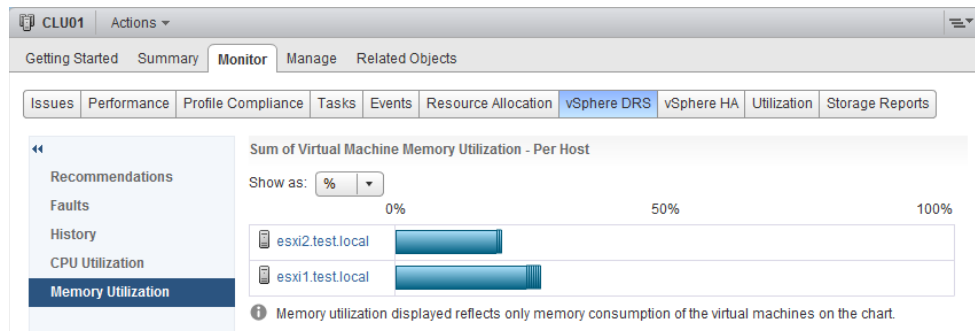 CLU01 Actions
Getting Started Summary Monitor Manage Related Objects
Issues Performance Profile Compliance Tasks Events Resource Allocation vSphere DRS vSphere HA Utilization Storage Reports
Sum of Virtual Machine Memory Utilization - Per Host
Recommendations
Faults
History
CPU Utilization
Memory Utilization
Show as: %
0% 50% 100%
esxi2.test.local
esxi1.test.local
Memory utilization displayed reflects only memory consumption of the virtual machines on the chart.